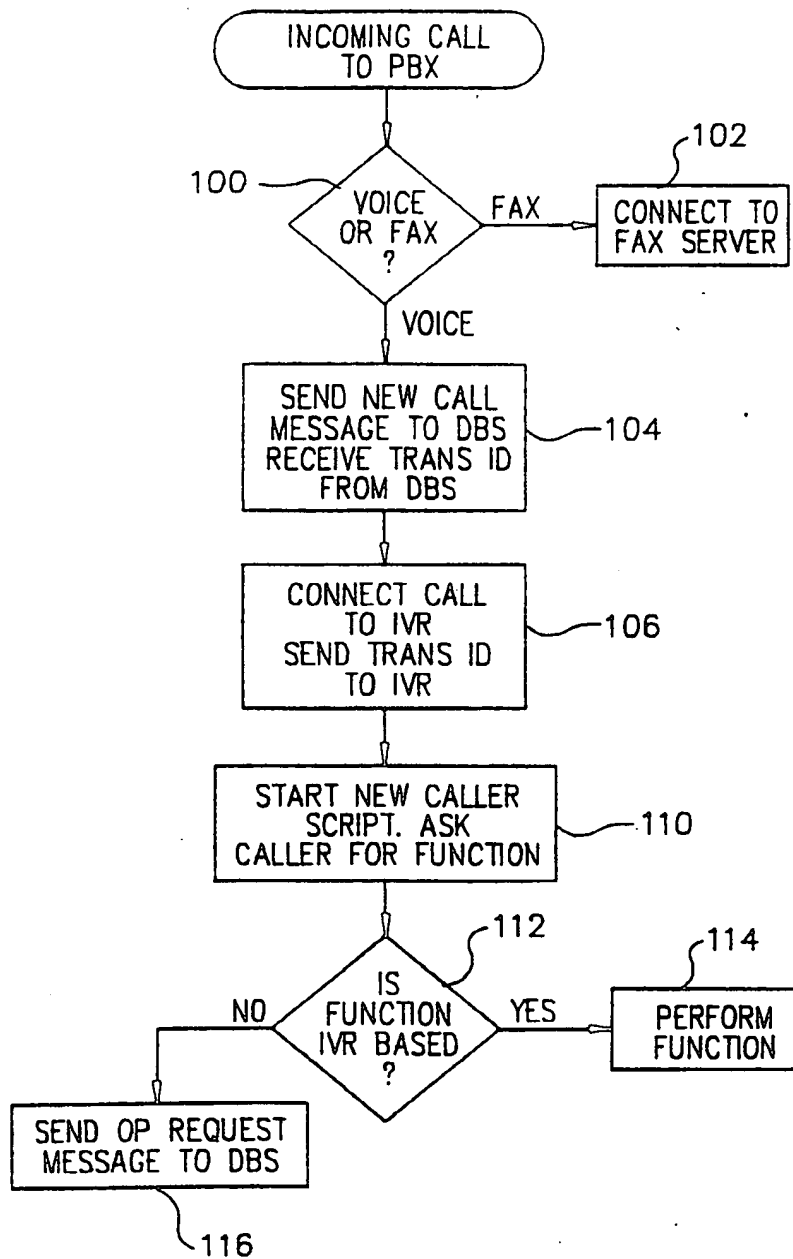 INCOMING CALL
TO PBX
100
VOICE
OR FAX
?
FAX
102
CONNECT TO
FAX SERVER
VOICE
SEND NEW CALL
MESSAGE TO DBS
RECEIVE TRANS ID
FROM DBS
104
CONNECT CALL
TO IVR
SEND TRANS ID
TO IVR
106
START NEW CALLER
SCRIPT. ASK
CALLER FOR FUNCTION
110
112
IS
FUNCTION
IVR BASED
?
NO
YES
114
PERFORM
FUNCTION
SEND OP REQUEST
MESSAGE TO DBS
116